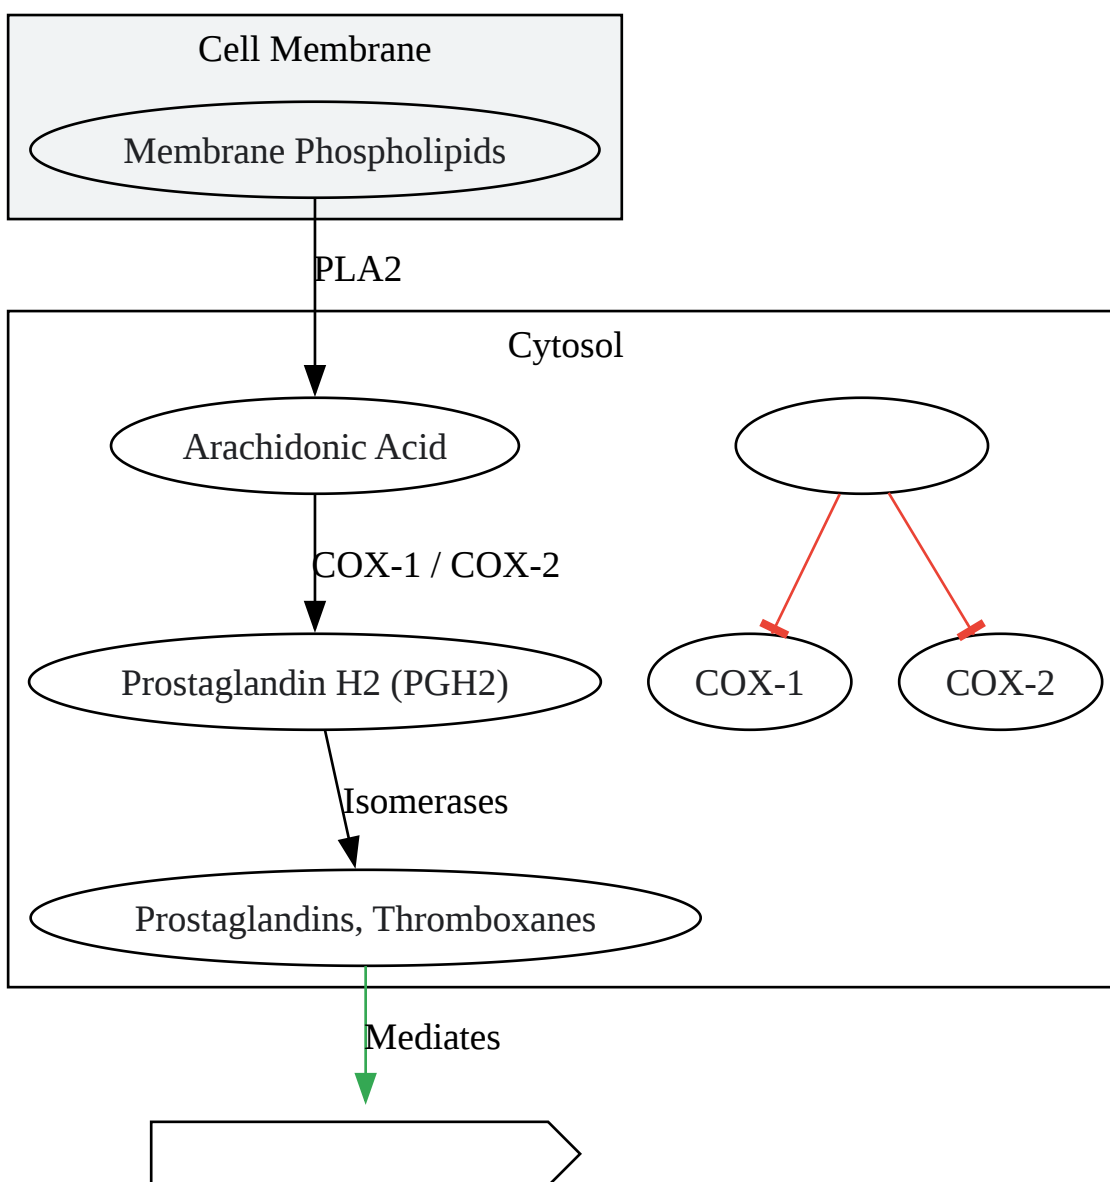 Cell Membrane
Membrane Phospholipids
PLA2
Cytosol
Arachidonic Acid
COX-1 / COX-2
Prostaglandin H2 (PGH2)
COX-1
COX-2
Isomerases
Prostaglandins, Thromboxanes
Mediates